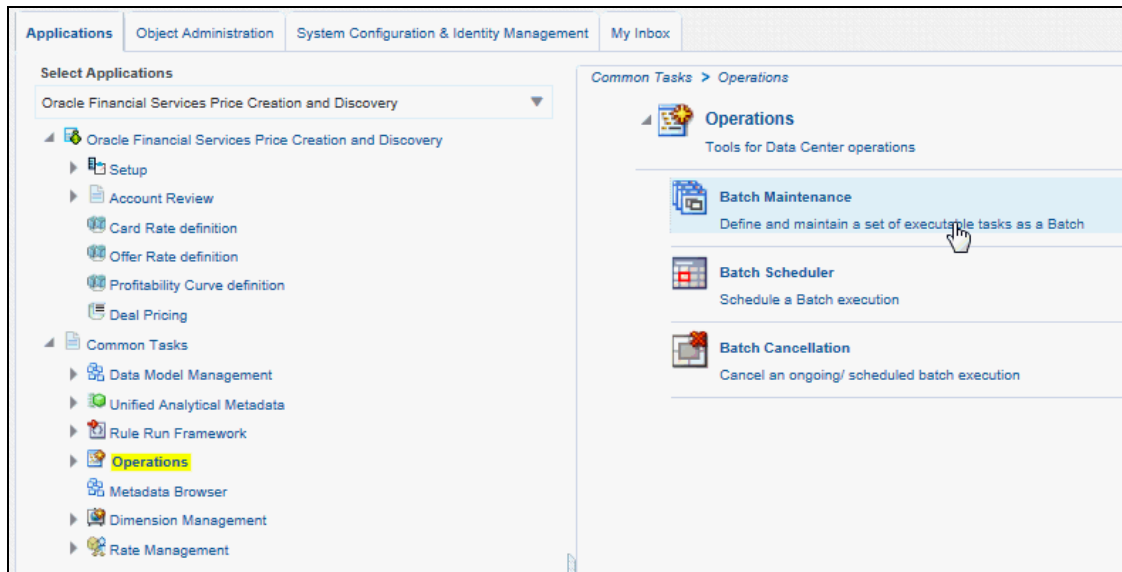 Applications
Object Administration
System Configuration & Identity Management
My Inbox
Select Applications
Oracle Financial Services Price Creation and Discovery
Oracle Financial Services Price Creation and Discovery
Setup
Account Review
Card Rate definition
Offer Rate definition
Profitability Curve definition
Deal Pricing
Common Tasks
Data Model Management
Unified Analytical Metadata
Rule Run Framework
Operations
Metadata Browser
Dimension Management
Rate Management
Common Tasks > Operations
Operations
Tools for Data Center operations
Batch Maintenance
Define and maintain a set of executable tasks as a Batch
Batch Scheduler
Schedule a Batch execution
Batch Cancellation
Cancel an ongoing/ scheduled batch execution